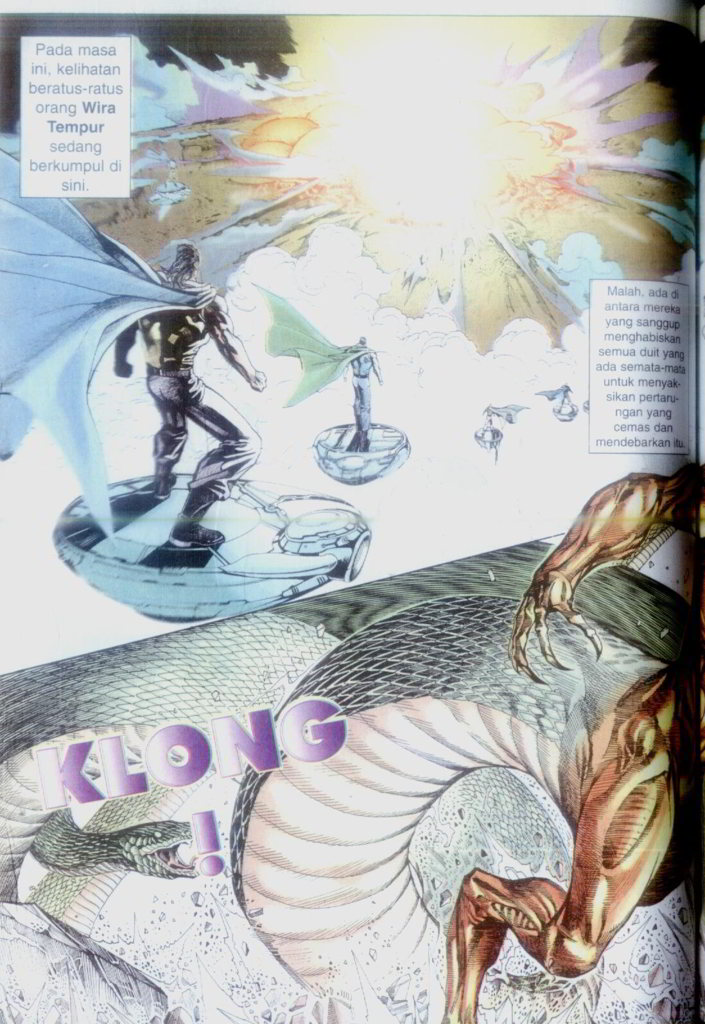 Pada masa
ini, kelihatan
beratus-ratus
orang Wira
Tempur
sedang
berkumpul di
sini.
Malah, ada di
antara mereka
yang sanggup
menghabiskan
semua duit yang
ada semata-mata
untuk menyak-
sikan pertaru-
ngan yang
cemas dan
mendebarkan itu.
KLONG
!